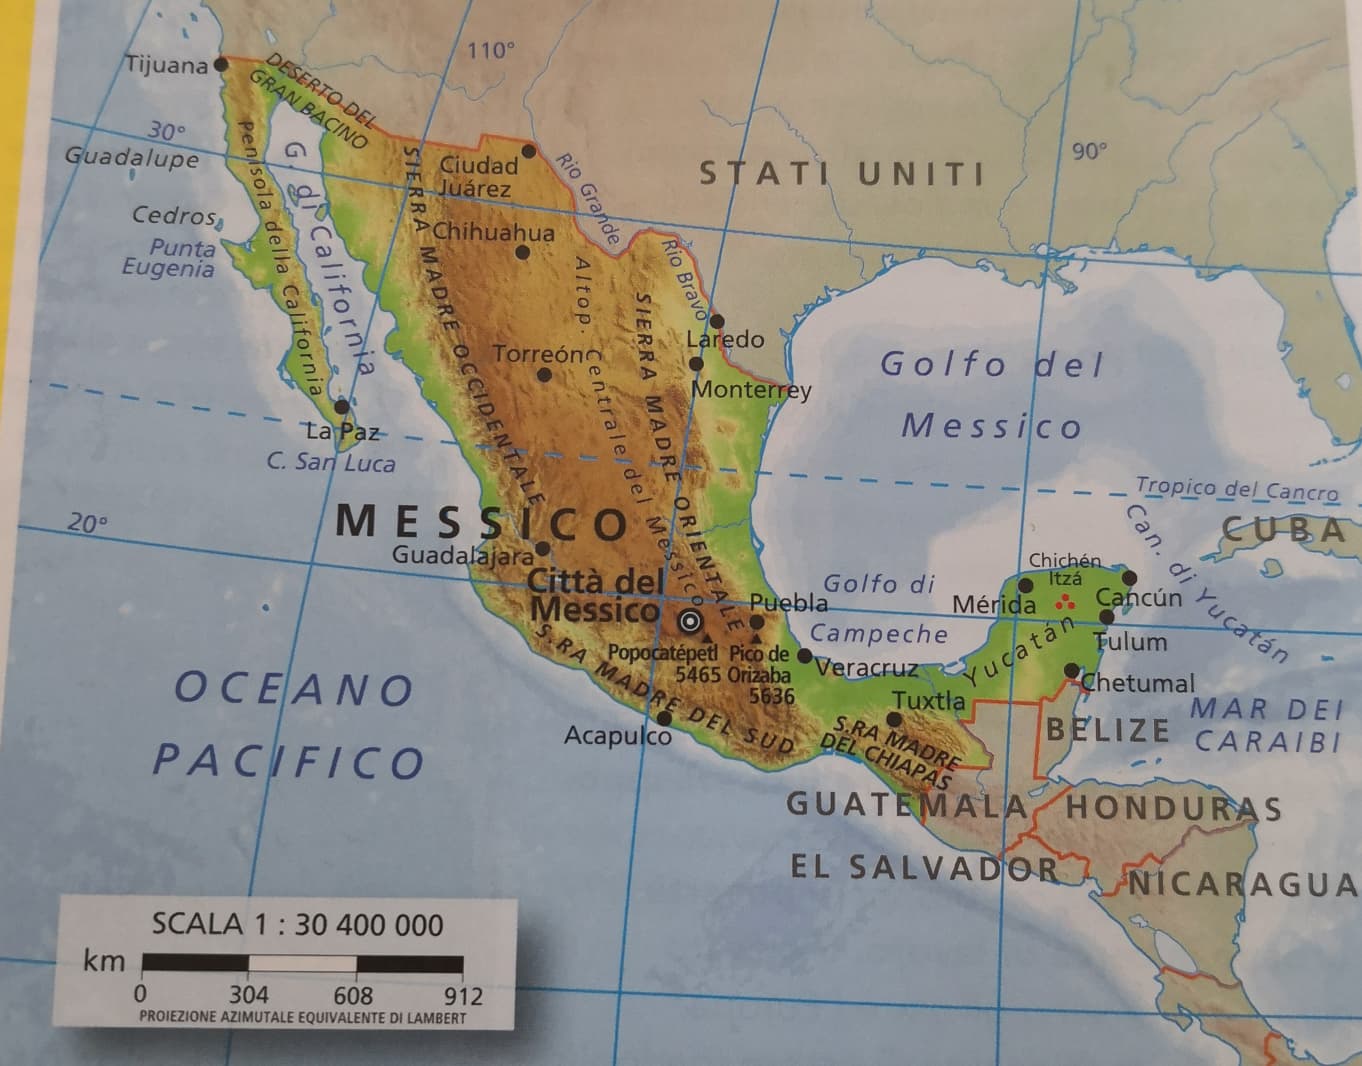 110°
Tijuana
DESERTO DEL
GRAN BACINO
30°
Guadalupe
Penisola della California
G. di California
SIERRA MADRE OCCIDENTALE
Ciudad
Juárez
Rio Grande
STATI UNITI
90°
Cedros
Punta
Eugenia
Chihuahua
Altop. Centrale del Messico
SIERRA MADRE ORIENTALE
Rio Bravo
Laredo
Torreón
Monterrey
Golfo del
Messico
La Paz
C. San Luca
Tropico del Cancro
20°
MESSICO
Guadalajara
CUBA
Can. di Yucatán
Città del
Messico
Puebla
Golfo di
Campeche
Chichén
Itzá
Mérida
Cancún
Tulum
Yucatán
Popocatépetl
5465
Pico de
Orizaba
5636
Veracruz
Chetumal
Tuxtla
S.RA MADRE DEL SUD
Acapulco
S.RA MADRE
DEL CHIAPAS
BELIZE
MAR DEI
CARAIBI
OCEANO
PACIFICO
GUATEMALA
HONDURAS
EL SALVADOR
NICARAGUA
SCALA 1 : 30 400 000
km
0 304 608 912
PROIEZIONE AZIMUTALE EQUIVALENTE DI LAMBERT